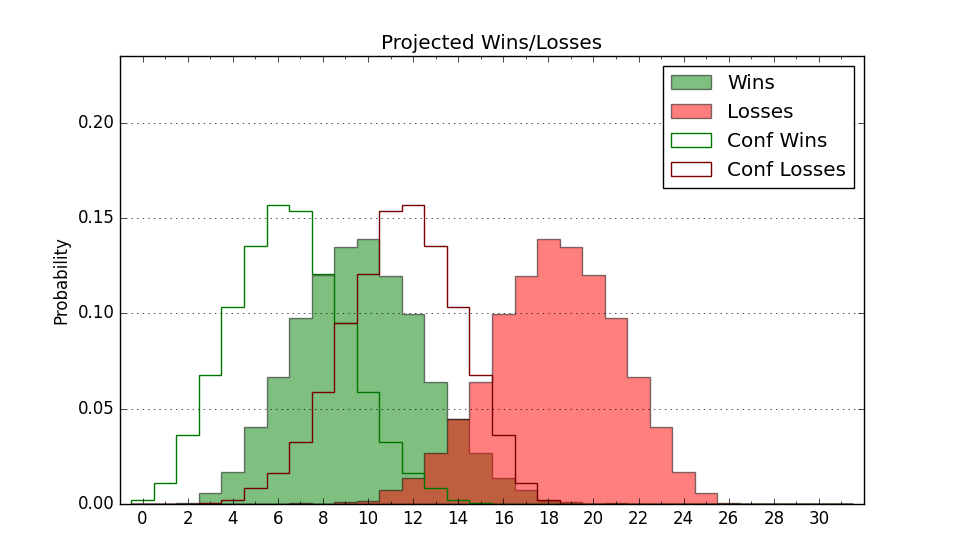 Projected Wins/Losses
Wins
Losses
Conf Wins
Conf Losses
Probability
0.20
0.15
0.10
0.05
0.00
0 2 4 6 8 10 12 14 16 18 20 22 24 26 28 30